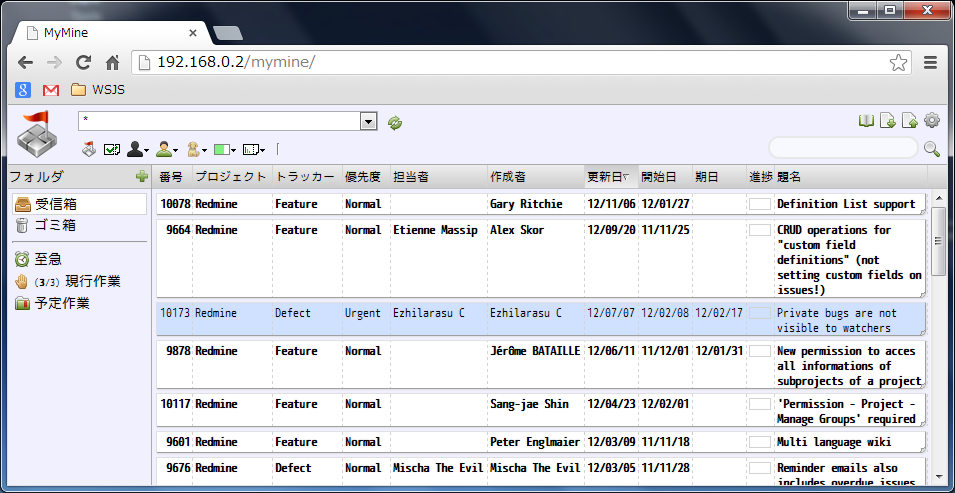 MyMine
192.168.0.2/mymine/
WSJS
*
フォルダ
受信箱
ゴミ箱
至急
(3/3) 現行作業
予定作業
番号 プロジェクト トラッカー 優先度 担当者 作成者 更新日 開始日 期日 進捗 題名
10078 Redmine Feature Normal Gary Ritchie 12/11/06 12/01/27 Definition List support
9664 Redmine Feature Normal Etienne Massip Alex Skor 12/09/20 11/11/25 CRUD operations for
"custom field
definitions" (not
setting custom fields on
issues!)
10173 Redmine Defect Urgent Ezhilarasu C Ezhilarasu C 12/07/07 12/02/08 12/02/17 Private bugs are not
visible to watchers
9878 Redmine Feature Normal Jérôme BATAILLE 12/06/11 11/12/01 12/01/31 New permission to acces
all informations of
subprojects of a project
10117 Redmine Feature Normal Sang-jae Shin 12/04/23 12/02/01 'Permission - Project -
Manage Groups' required
9601 Redmine Feature Normal Peter Englmaier 12/03/09 11/11/18 Multi language wiki
9676 Redmine Defect Normal Mischa The Evil Mischa The Evil 12/03/05 11/11/28 Reminder emails also
includes overdue issues